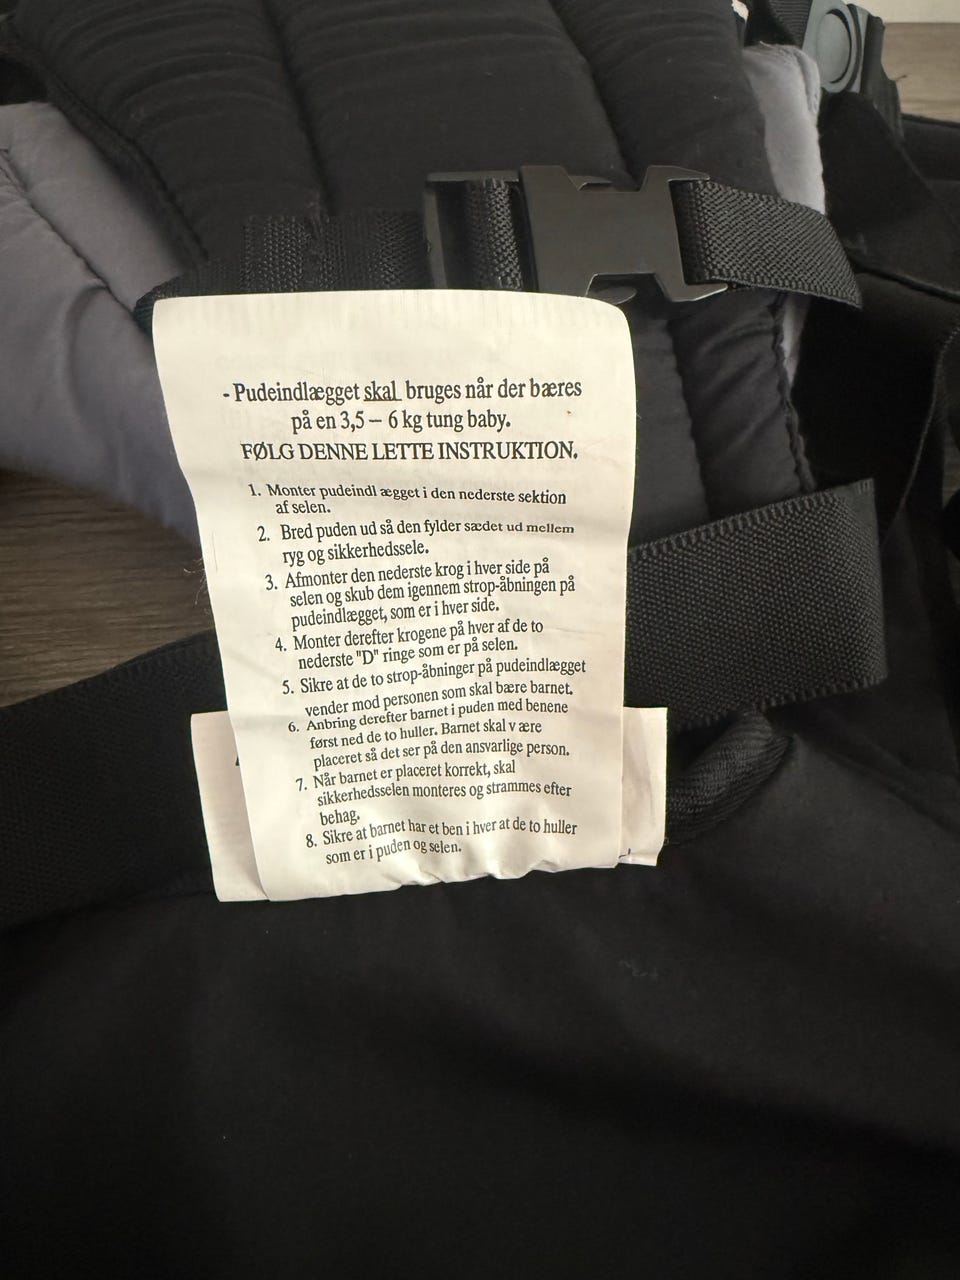 - Pudeindlægget skal bruges når der bæres
på en 3,5 – 6 kg tung baby.
FØLG DENNE LETTE INSTRUKTION.
1. Monter pudeindl ægget i den nederste sektion
af selen.
2. Bred puden ud så den fylder sædet ud mellem
ryg og sikkerhedssele.
3. Afmonter den nederste krog i hver side på
selen og skub dem igennem strop-åbningen på
pudeindlægget, som er i hver side.
4. Monter derefter krogene på hver af de to
nederste "D" ringe som er på selen.
5. Sikre at de to strop-åbninger på pudeindlægget
vender mod personen som skal bære barnet.
6. Anbring derefter barnet i puden med benene
først ned de to huller. Barnet skal v ære
placeret så det ser på den ansvarlige person.
7. Når barnet er placeret korrekt, skal
sikkerhedsselen monteres og strammes efter
behag.
8. Sikre at barnet har et ben i hver at de to huller
som er i puden og selen.